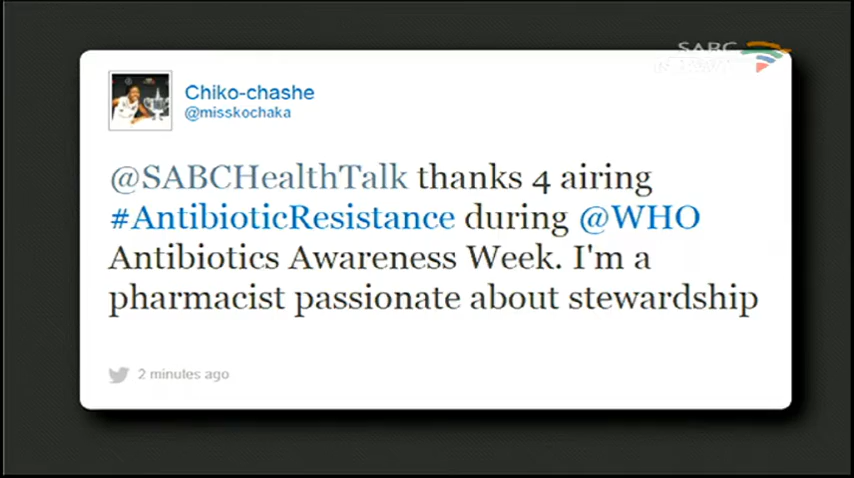 SABC
Chiko-chashe
@misskochaka
@SABCHealthTalk thanks 4 airing
#AntibioticResistance during @WHO
Antibiotics Awareness Week. I'm a
pharmacist passionate about stewardship
2 minutes ago